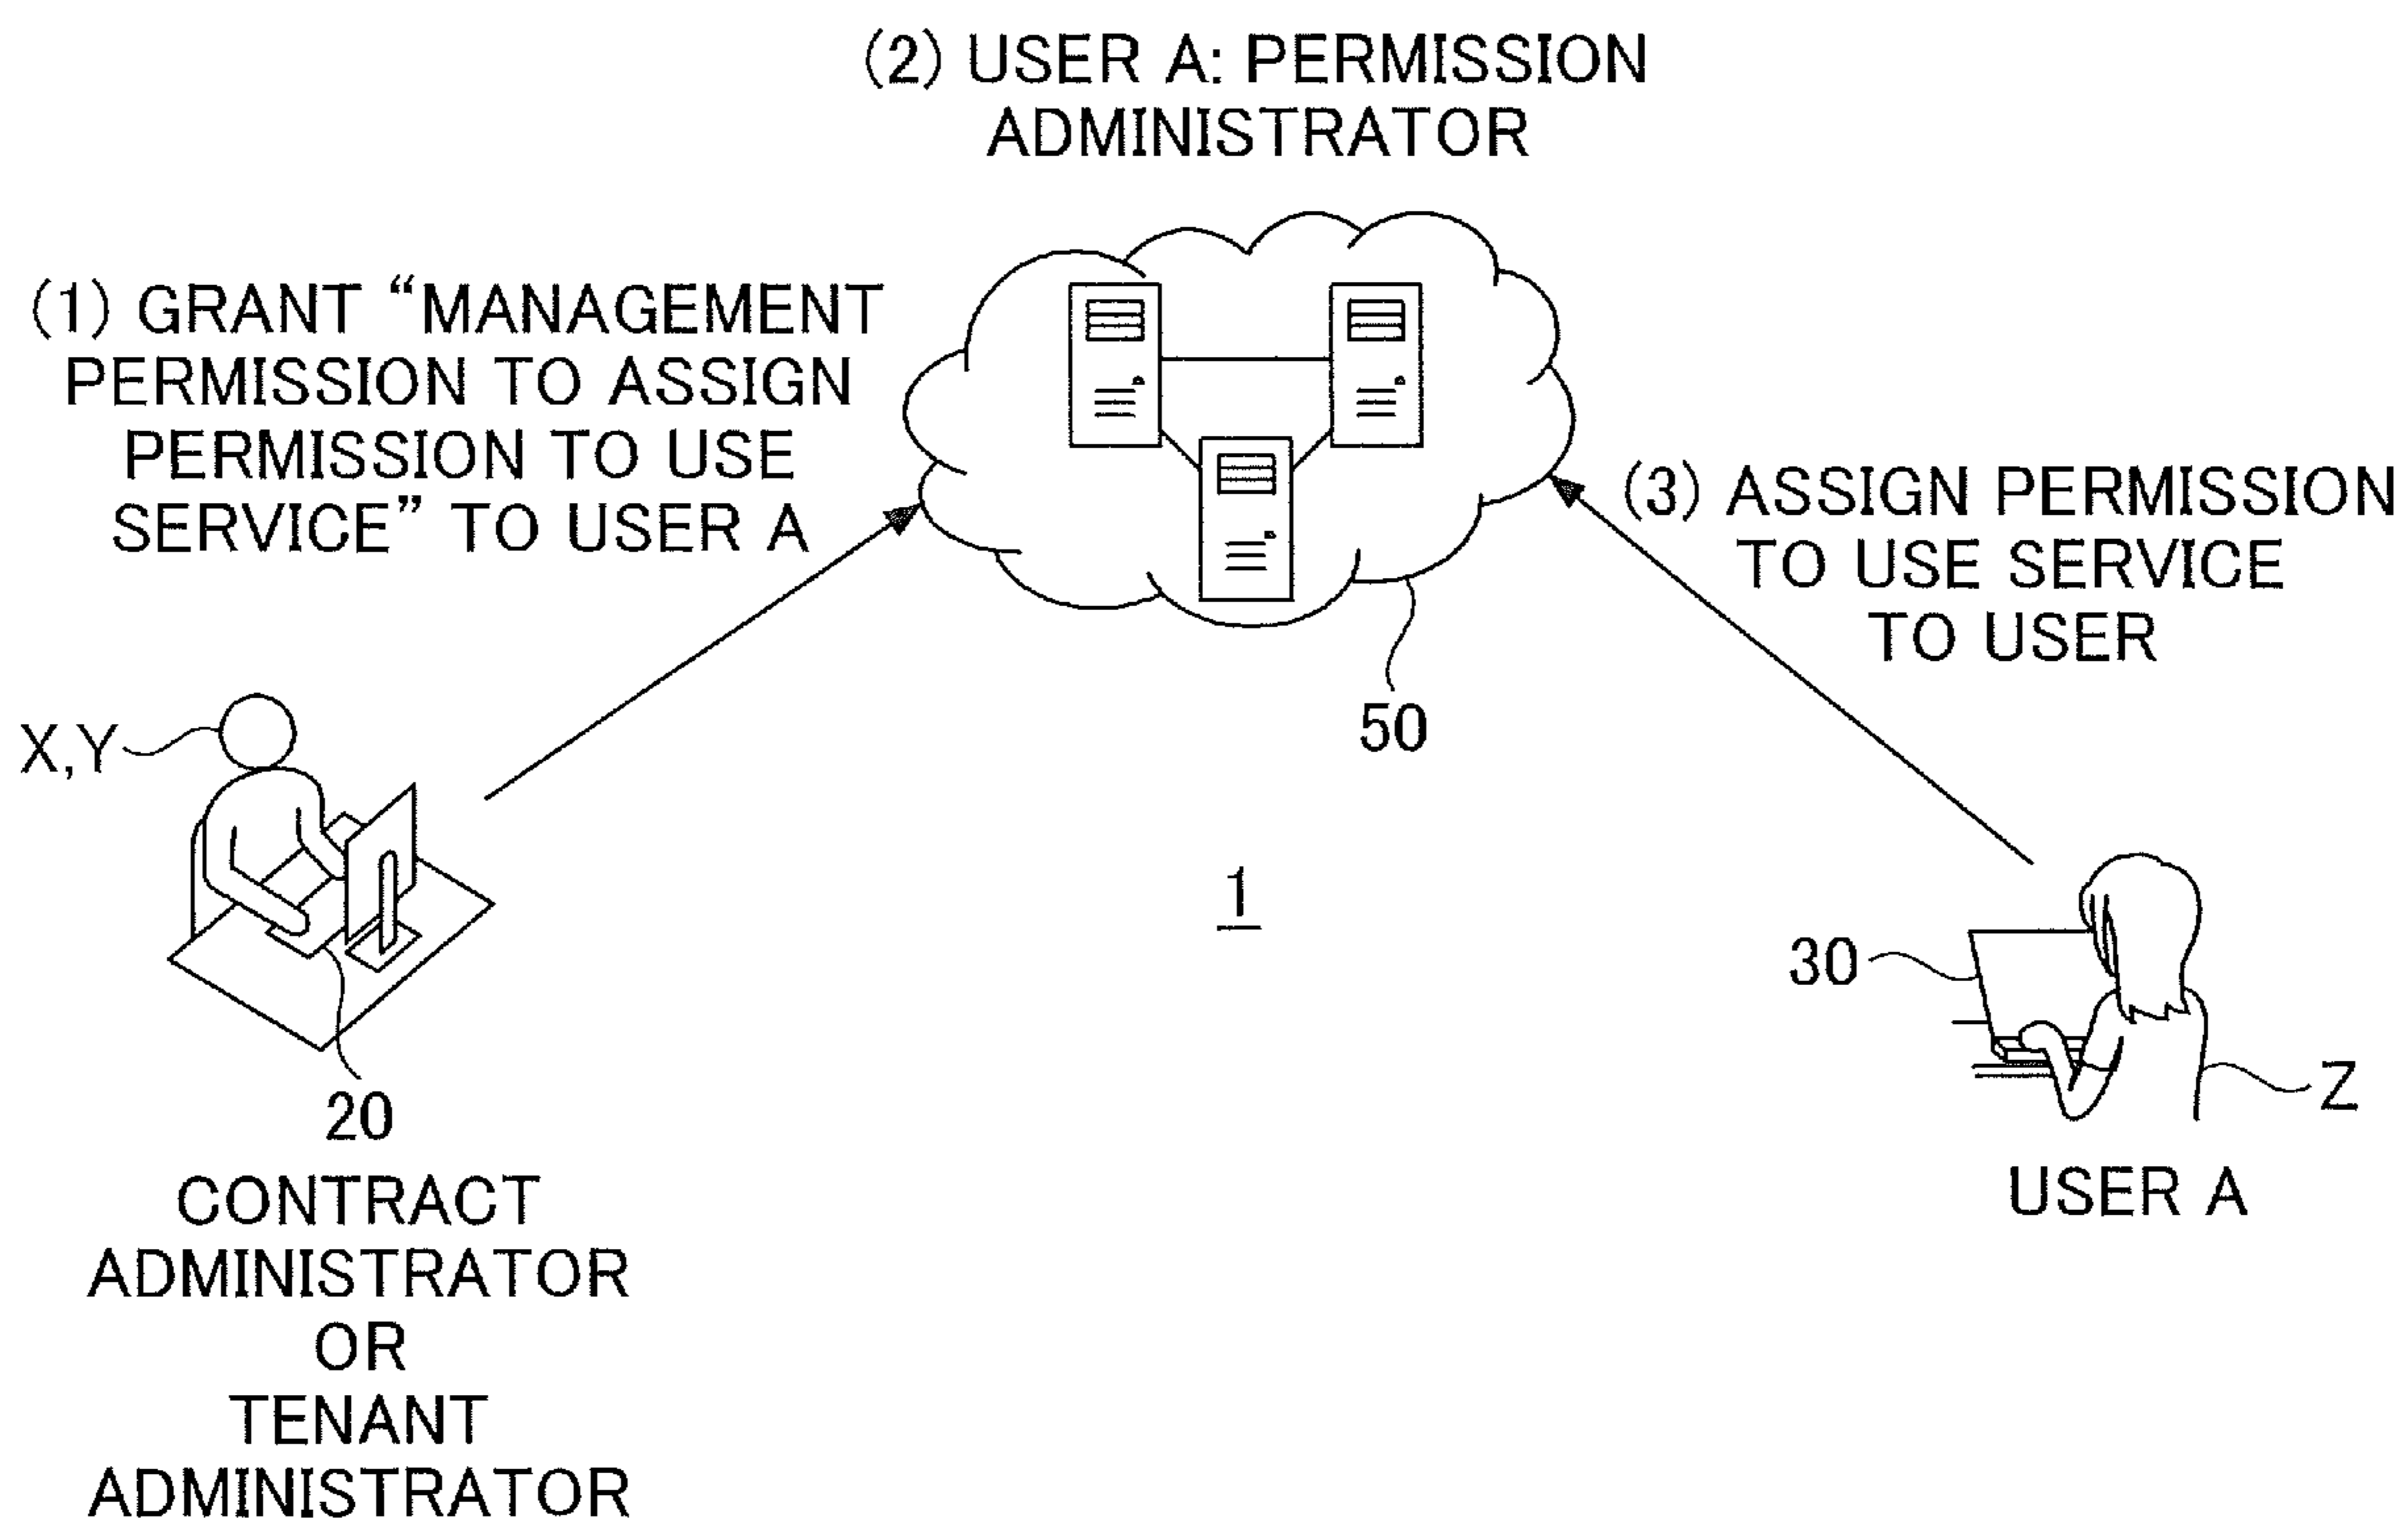 (2) USER A: PERMISSION
ADMINISTRATOR
(1) GRANT “MANAGEMENT
PERMISSION TO ASSIGN
PERMISSION TO USE
SERVICE” TO USER A
(3) ASSIGN PERMISSION
TO USE SERVICE
TO USER
50
X,Y
1
30
20
Z
CONTRACT
ADMINISTRATOR
OR
TENANT
ADMINISTRATOR
USER A